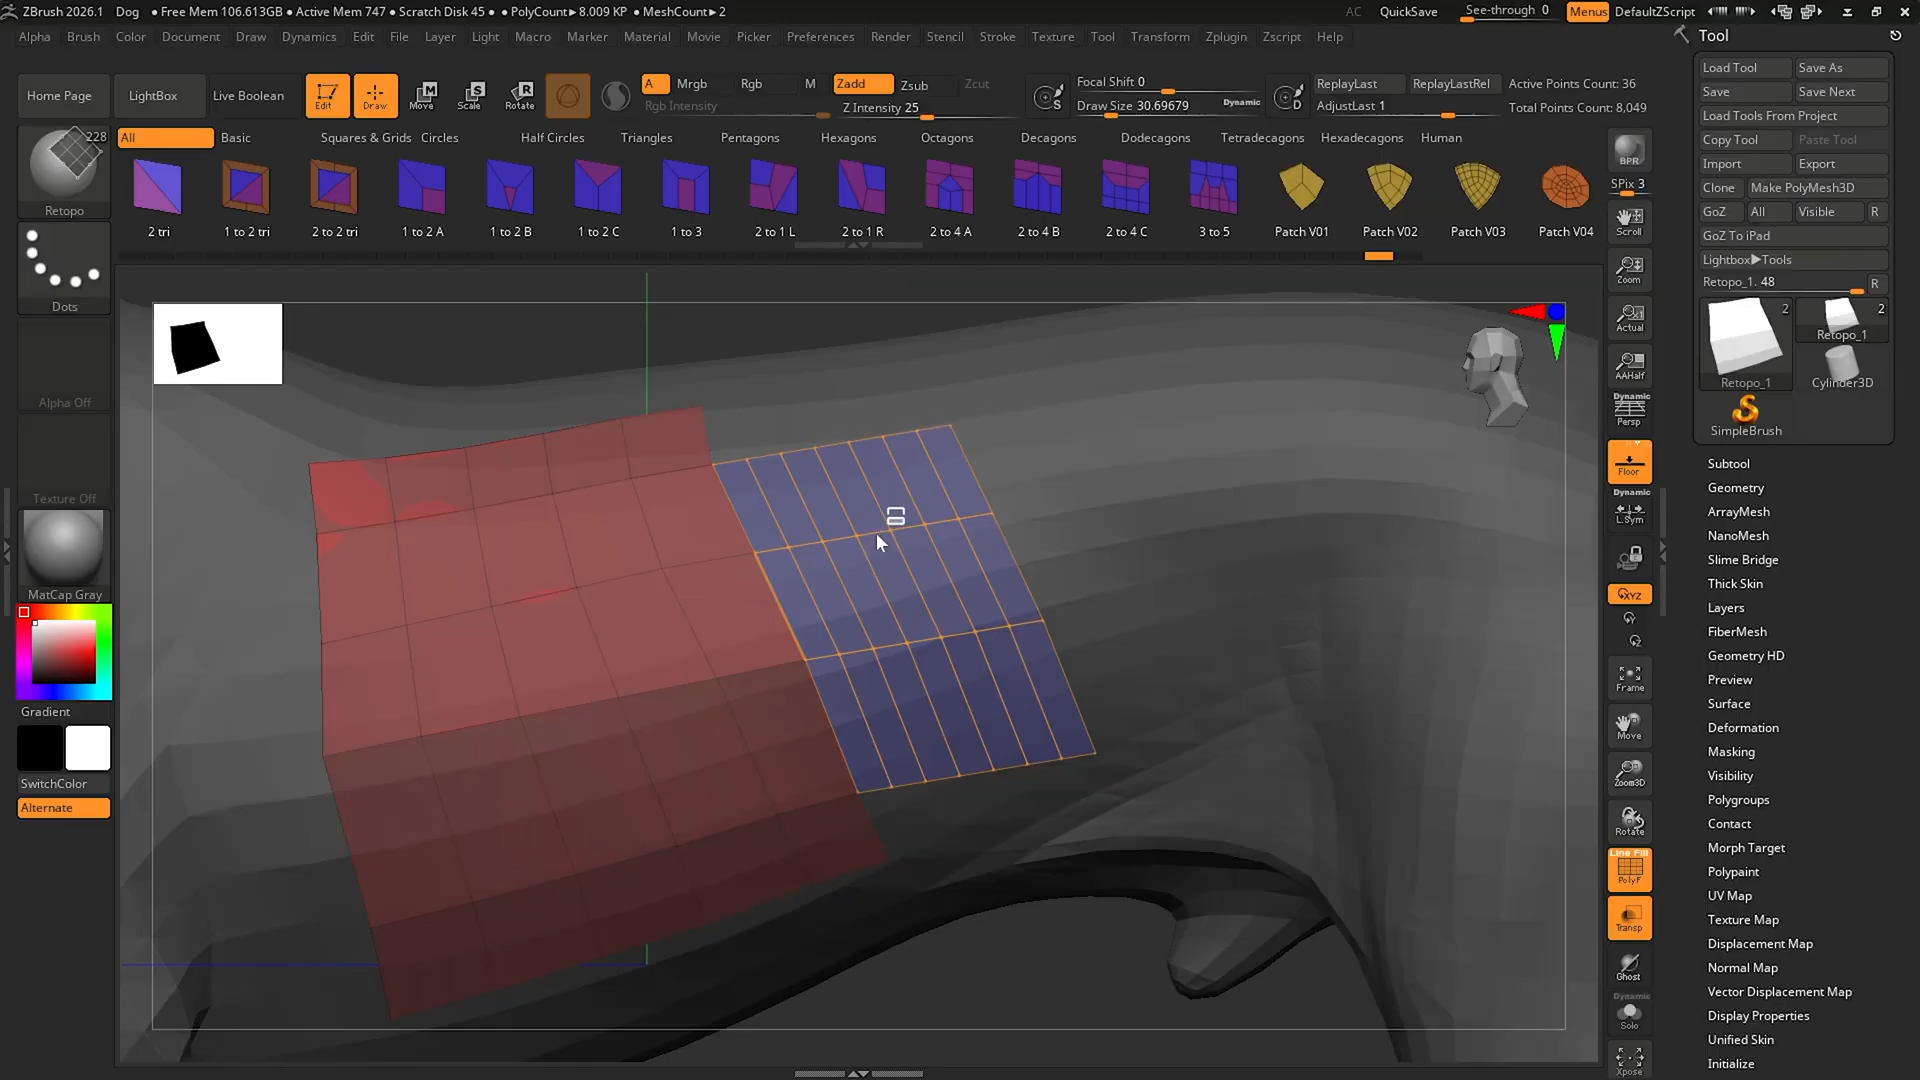 ZBrush 2026.1 Dog ● Free Mem 106.613GB ● Active Mem 747 ● Scratch Disk 45 ● ● PolyCount► 8.009 KP ● MeshCount► 2 AC QuickSave See-through 0 Menus DefaultZScript
Alpha Brush Color Document Draw Dynamics Edit File Layer Light Macro Marker Material Movie Picker Preferences Render Stencil Stroke Texture Tool Transform Zplugin Zscript Help
Tool
Home Page LightBox Live Boolean Edit Draw Move Scale Rotate
A Mrgb Rgb M Zadd Zsub Zcut
Rgb Intensity Z Intensity 25
Focal Shift 0
Draw Size 30.69679 Dynamic
S
D
ReplayLast ReplayLastRel Active Points Count: 36
AdjustLast 1 Total Points Count: 8,049
228
Retopo
Dots
Alpha Off
Texture Off
MatCap Gray
Gradient
SwitchColor
Alternate
All Basic Squares & Grids Circles Half Circles Triangles Pentagons Hexagons Octagons Decagons Dodecagons Tetradecagons Hexadecagons Human
2 tri 1 to 2 tri 2 to 2 tri 1 to 2 A 1 to 2 B 1 to 2 C 1 to 3 2 to 1 L 2 to 1 R 2 to 4 A 2 to 4 B 2 to 4 C 3 to 5 Patch V01 Patch V02 Patch V03 Patch V04
BPR
SPix 3
Scroll
Zoom
Actual
AAHalf
Dynamic
Persp
Floor
Dynamic
L.Sym
XYZ
Frame
Move
Zoom3D
Rotate
Line Fill
PolyF
Transp
Ghost
Dynamic
Solo
Xpose
Load Tool Save As
Save Save Next
Load Tools From Project
Copy Tool Paste Tool
Import Export
Clone Make PolyMesh3D
GoZ All Visible R
GoZ To iPad
Lightbox►Tools
Retopo_1. 48 R
2 2
Retopo_1
Retopo_1 Cylinder3D
SimpleBrush
Subtool
Geometry
ArrayMesh
NanoMesh
Slime Bridge
Thick Skin
Layers
FiberMesh
Geometry HD
Preview
Surface
Deformation
Masking
Visibility
Polygroups
Contact
Morph Target
Polypaint
UV Map
Texture Map
Displacement Map
Normal Map
Vector Displacement Map
Display Properties
Unified Skin
Initialize